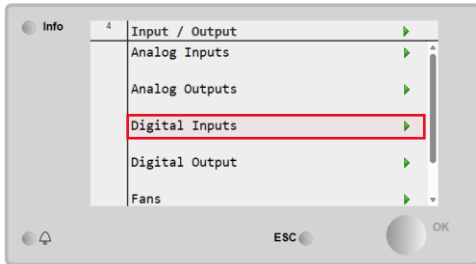 Info
4 Input / Output
Analog Inputs
Analog Outputs
Digital Inputs
Digital Output
Fans
ESC
OK